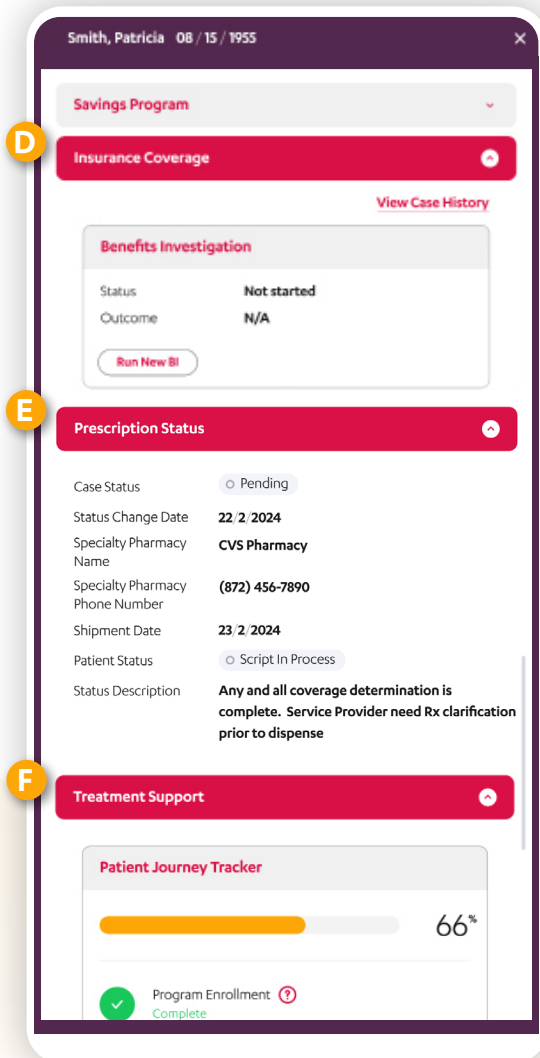 Smith, Patricia 08 / 15 / 1955 ×
Savings Program
D
Insurance Coverage
View Case History
Benefits Investigation
Status Not started
Outcome N/A
Run New BI
E
Prescription Status
Case Status Pending
Status Change Date 22/2/2024
Specialty Pharmacy
Name CVS Pharmacy
Specialty Pharmacy
Phone Number (872) 456-7890
Shipment Date 23/2/2024
Patient Status Script In Process
Status Description Any and all coverage determination is
complete. Service Provider need Rx clarification
prior to dispense
F
Treatment Support
Patient Journey Tracker
66%
Program Enrollment ?
Complete